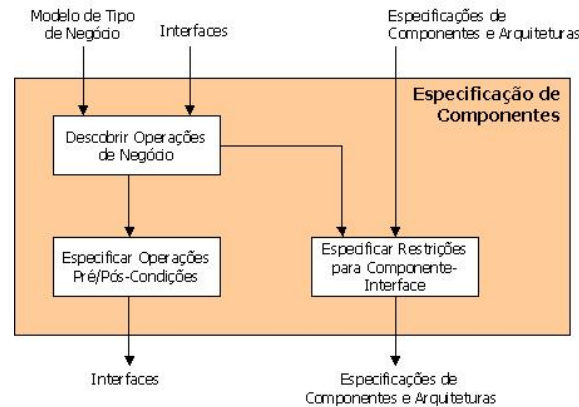 Modelo de Tipo
de Negócio
Interfaces
Especificações de
Componentes e Arquiteturas
Especificação de
Componentes
Descobrir Operações
de Negócio
Especificar Operações
Pré/Pós-Condições
Especificar Restrições
para Componente-
Interface
Interfaces
Especificações de
Componentes e Arquiteturas